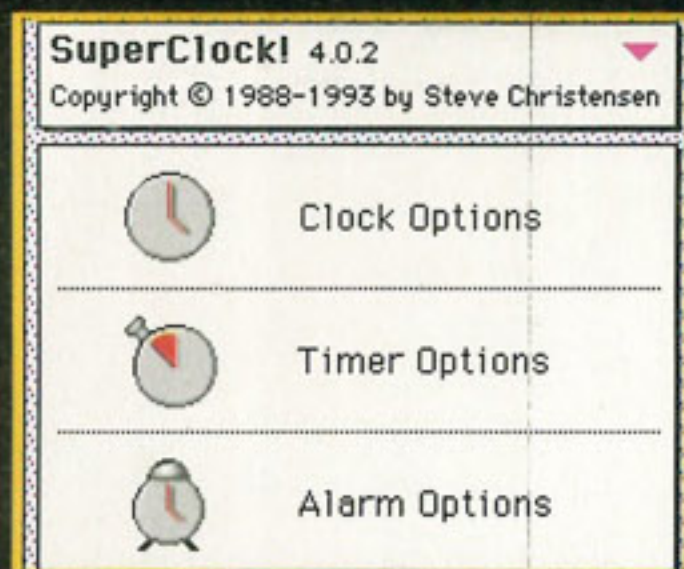 SuperClock! 4.0.2
Copyright © 1988-1993 by Steve Christensen
Clock Options
Timer Options
Alarm Options